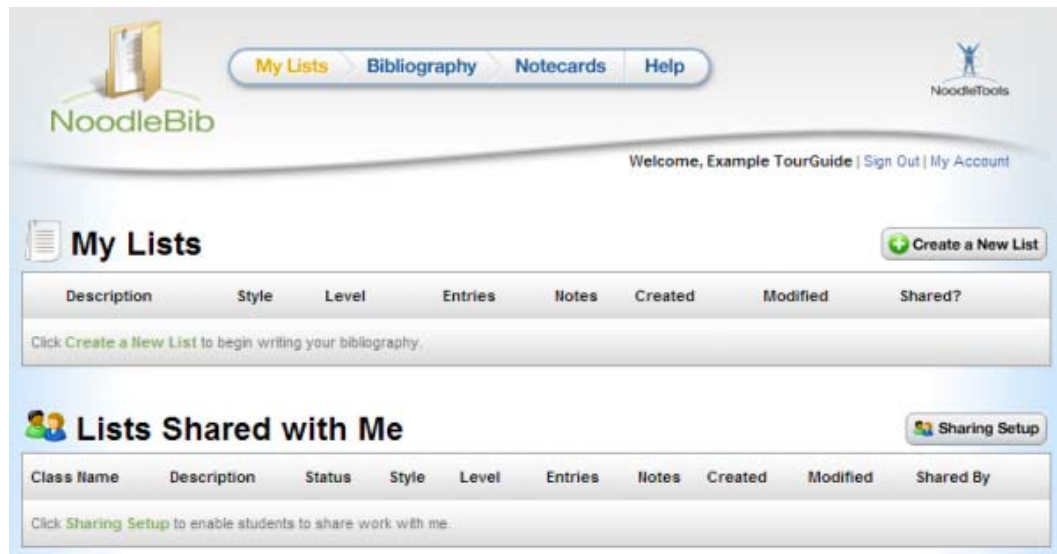 My Lists Bibliography Notecards Help
NoodleTools
NoodleBib
Welcome, Example TourGuide | Sign Out | My Account
My Lists
Create a New List
Description Style Level Entries Notes Created Modified Shared?
Click Create a New List to begin writing your bibliography.
Lists Shared with Me
Sharing Setup
Class Name Description Status Style Level Entries Notes Created Modified Shared By
Click Sharing Setup to enable students to share work with me.